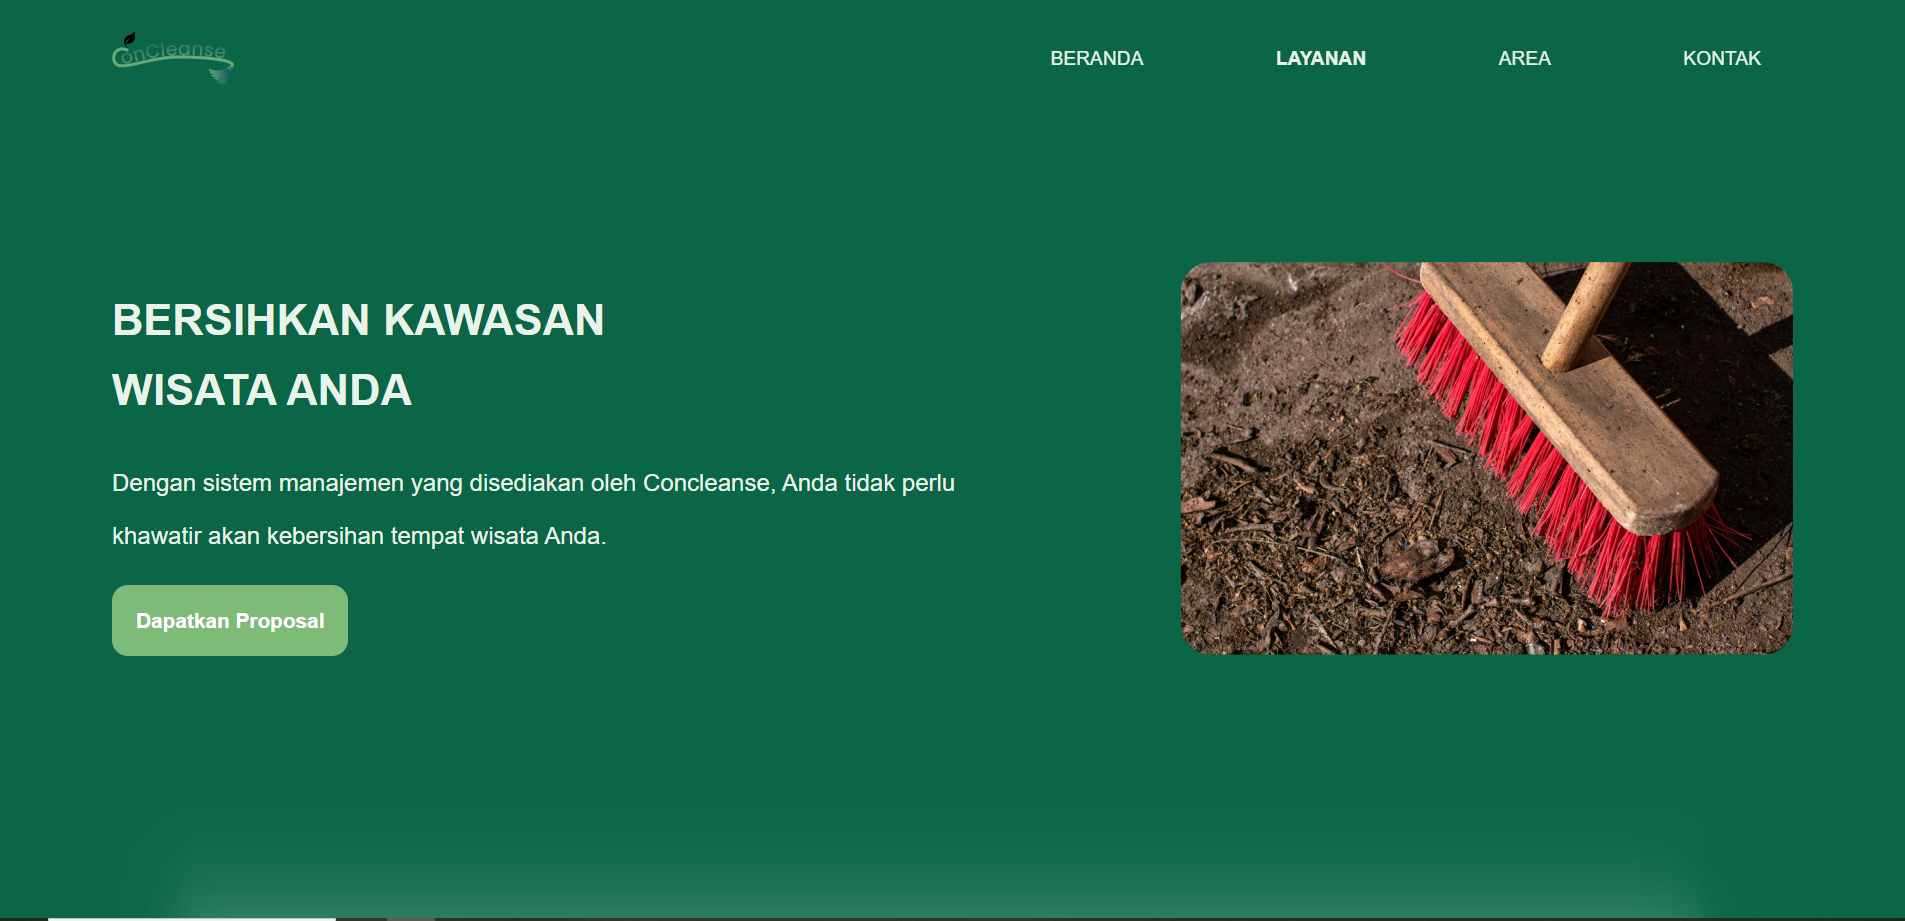 ConCleanse
BERANDA
LAYANAN
AREA
KONTAK
BERSIHKAN KAWASAN
WISATA ANDA
Dengan sistem manajemen yang disediakan oleh Concleanse, Anda tidak perlu
khawatir akan kebersihan tempat wisata Anda.
Dapatkan Proposal